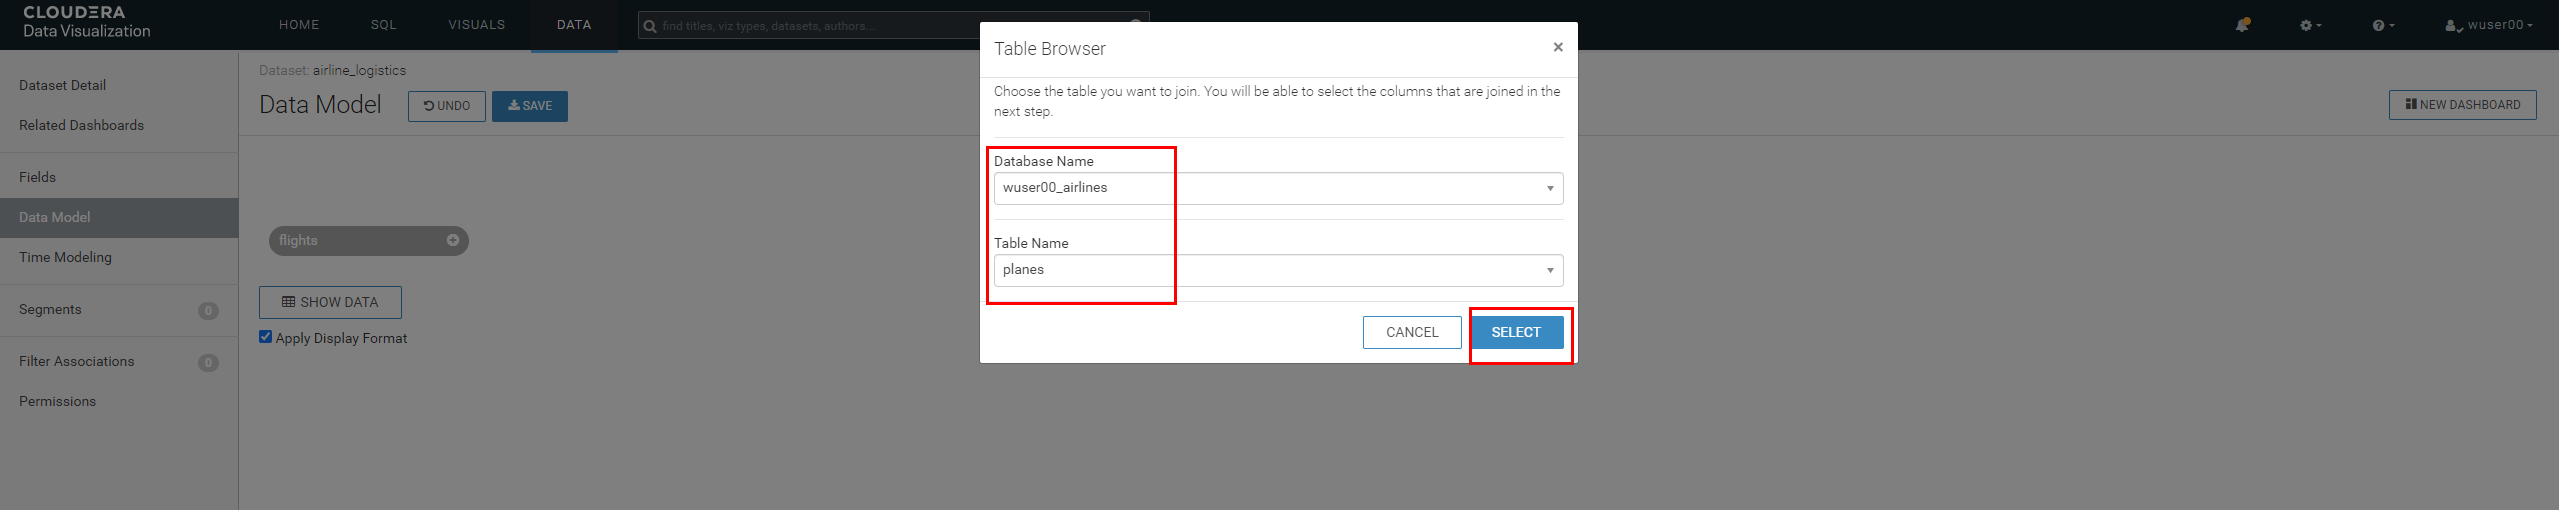 CLOUDERA
Data Visualization
HOME
SQL
VISUALS
DATA
find titles, viz types, datasets, authors...
wuser00
Dataset Detail
Related Dashboards
Fields
Data Model
Time Modeling
Segments 0
Filter Associations 0
Permissions
Dataset: airline_logistics
Data Model
UNDO
SAVE
NEW DASHBOARD
flights
SHOW DATA
Apply Display Format
Table Browser
×
Choose the table you want to join. You will be able to select the columns that are joined in the
next step.
Database Name
wuser00_airlines
Table Name
planes
CANCEL
SELECT